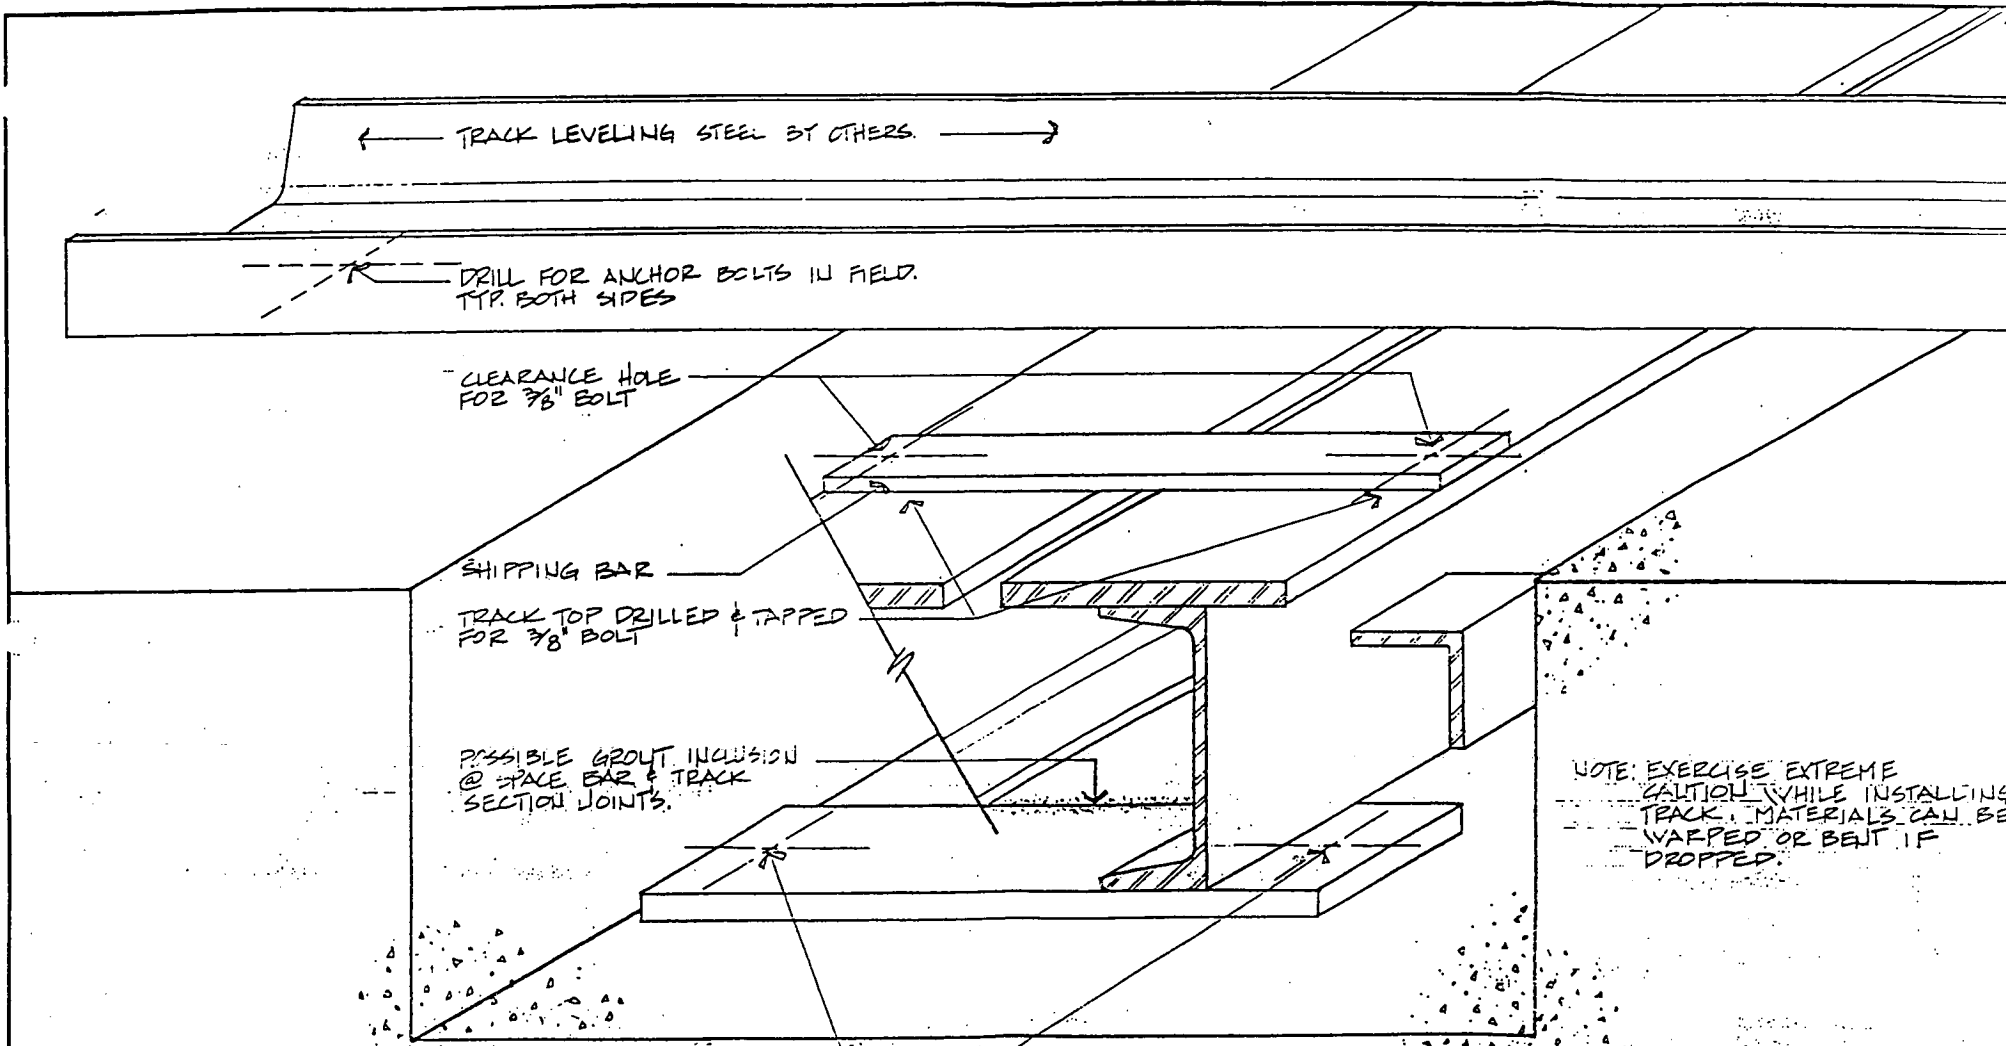 TRACK LEVELING STEEL BY OTHERS.
DRILL FOR ANCHOR BOLTS IN FIELD.
TYP. BOTH SIDES
CLEARANCE HOLE
FOR 3/8" BOLT
SHIPPING BAR
TRACK TOP DRILLED & TAPPED
FOR 3/8" BOLT
POSSIBLE GROUT INCLUSION
@ SPACE BAR & TRACK
SECTION JOINTS.
NOTE: EXERCISE EXTREME
CAUTION WHILE INSTALLING
TRACK. MATERIALS CAN BE
WARPED OR BENT IF
DROPPED.